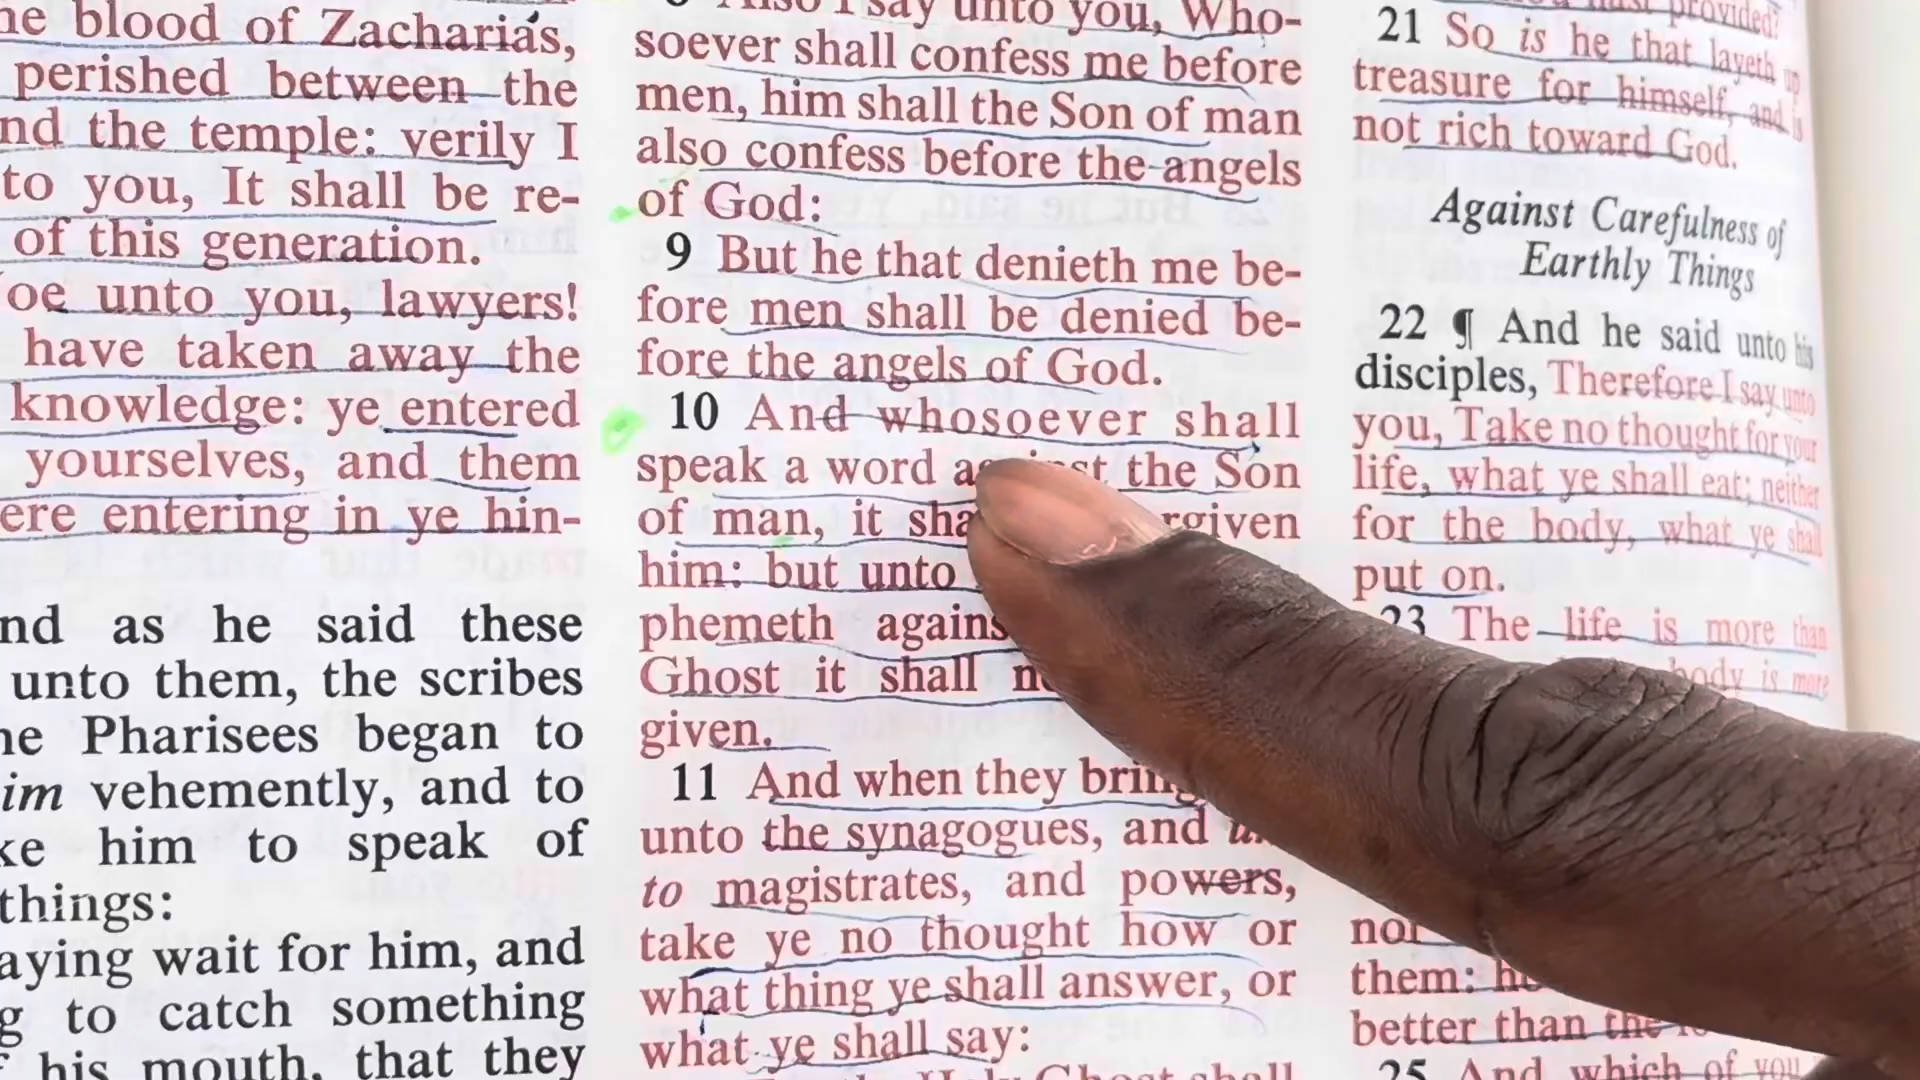 he blood of Zacharias,
perished between the
nd the temple: verily I
to you, It shall be re-
of this generation.
oe unto you, lawyers!
have taken away the
knowledge: ye entered
yourselves, and them
ere entering in ye hin-
nd as he said these
unto them, the scribes
he Pharisees began to
im vehemently, and to
ke him to speak of
things:
aying wait for him, and
g to catch something
his mouth, that they
Also I say unto you, Who-
soever shall confess me before
men, him shall the Son of man
also confess before the angels
of God:
9 But he that denieth me be-
fore men shall be denied be-
fore the angels of God.
10 And whosoever shall
speak a word against the Son
of man, it sha rgiven
him: but unto
phemeth agains
Ghost it shall n
given.
11 And when they bring
unto the synagogues, and
to magistrates, and powers,
take ye no thought how or
what thing ye shall answer, or
what ye shall say:
Holy Ghost shall
provided?
21 So is he that layeth up
treasure for himself, and is
not rich toward God.
Against Carefulness of
Earthly Things
22 ¶ And he said unto his
disciples, Therefore I say unto
you, Take no thought for your
life, what ye shall eat; neither
for the body, what ye shall
put on.
23 The life is more than
body is more
nor
them: ho
better than the
25 And which of you